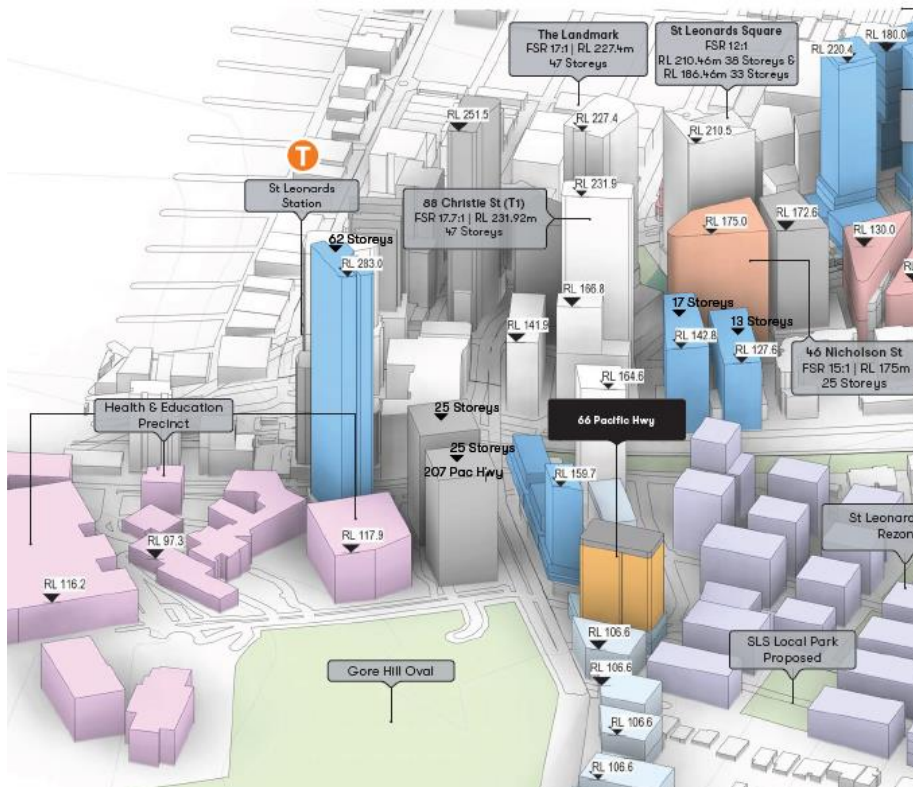 RL 180.0
The Landmark
FSR 17:1 | RL 227.4m
47 Storeys
St Leonards Square
FSR 12:1
RL 210.46m 38 Storeys &
RL 186.46m 33 Storeys
RL 220.4
RL 251.5
RL 227.4
RL 210.5
T
St Leonards
Station
88 Christie St (T1)
FSR 17.7:1 | RL 231.92m
47 Storeys
RL 231.9
RL 175.0
RL 172.6
RL 130.0
62 Storeys
RL 283.0
RL 166.8
17 Storeys
13 Storeys
RL 141.9
RL 142.8
RL 127.6
46 Nicholson St
FSR 15:1 | RL 175m
25 Storeys
RL 164.6
Health & Education
Precinct
25 Storeys
66 Pacific Hwy
25 Storeys
207 Pac Hwy
RL 159.7
St Leonard
Rezon
RL 97.3
RL 117.9
RL 116.2
RL 106.6
SLS Local Park
Proposed
Gore Hill Oval
RL 106.6
RL 106.6
RL 106.6